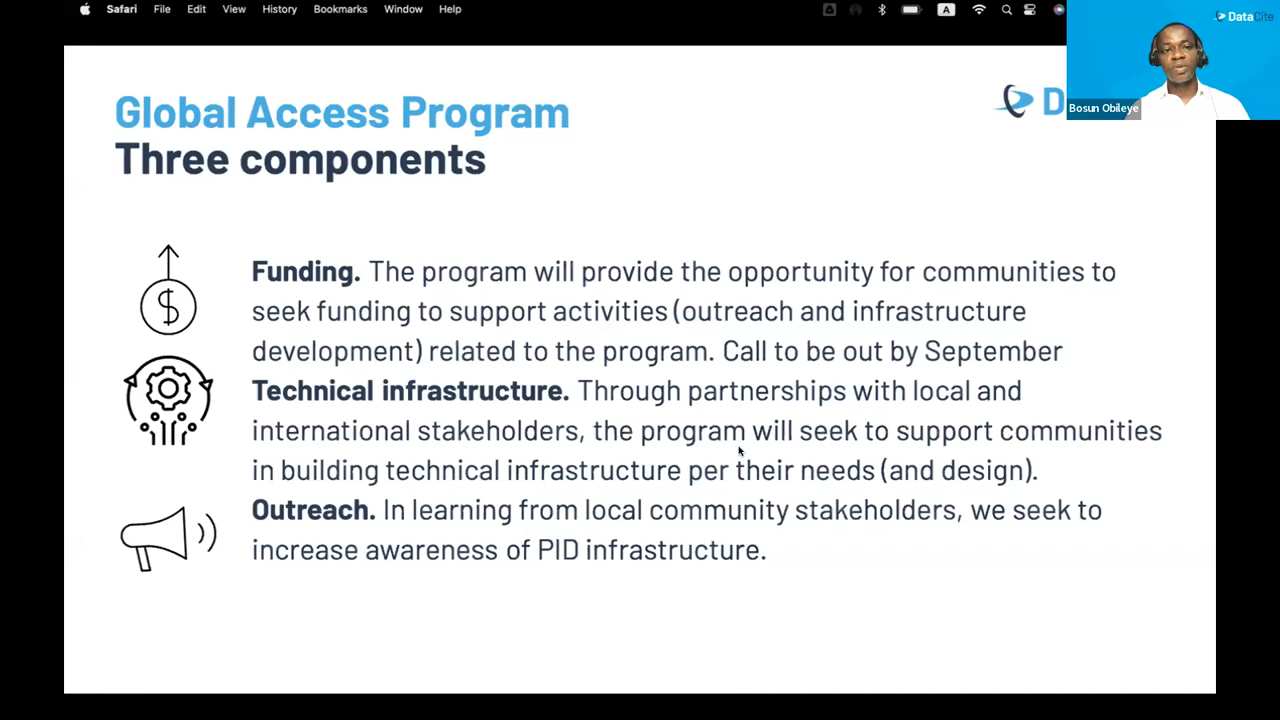 Safari File Edit View History Bookmarks Window Help
A
DataCite
Bosun Obileye
Global Access Program
D
Three components
$
Funding. The program will provide the opportunity for communities to
seek funding to support activities (outreach and infrastructure
development) related to the program. Call to be out by September
Technical infrastructure. Through partnerships with local and
international stakeholders, the program will seek to support communities
in building technical infrastructure per their needs (and design).
Outreach. In learning from local community stakeholders, we seek to
increase awareness of PID infrastructure.